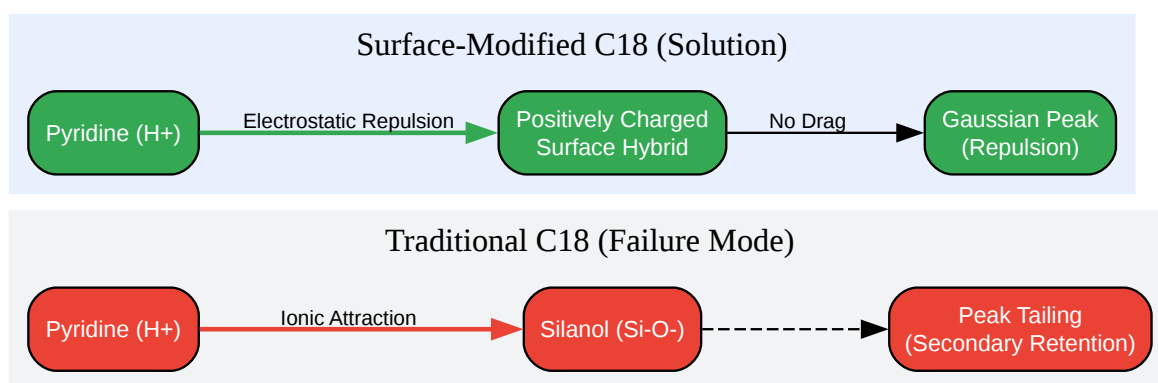 Surface-Modified C18 (Solution)
Pyridine (H+)
Electrostatic Repulsion
Positively Charged
Surface Hybrid
No Drag
Gaussian Peak
(Repulsion)
Traditional C18 (Failure Mode)
Pyridine (H+)
Ionic Attraction
Silanol (Si-O-)
Peak Tailing
(Secondary Retention)